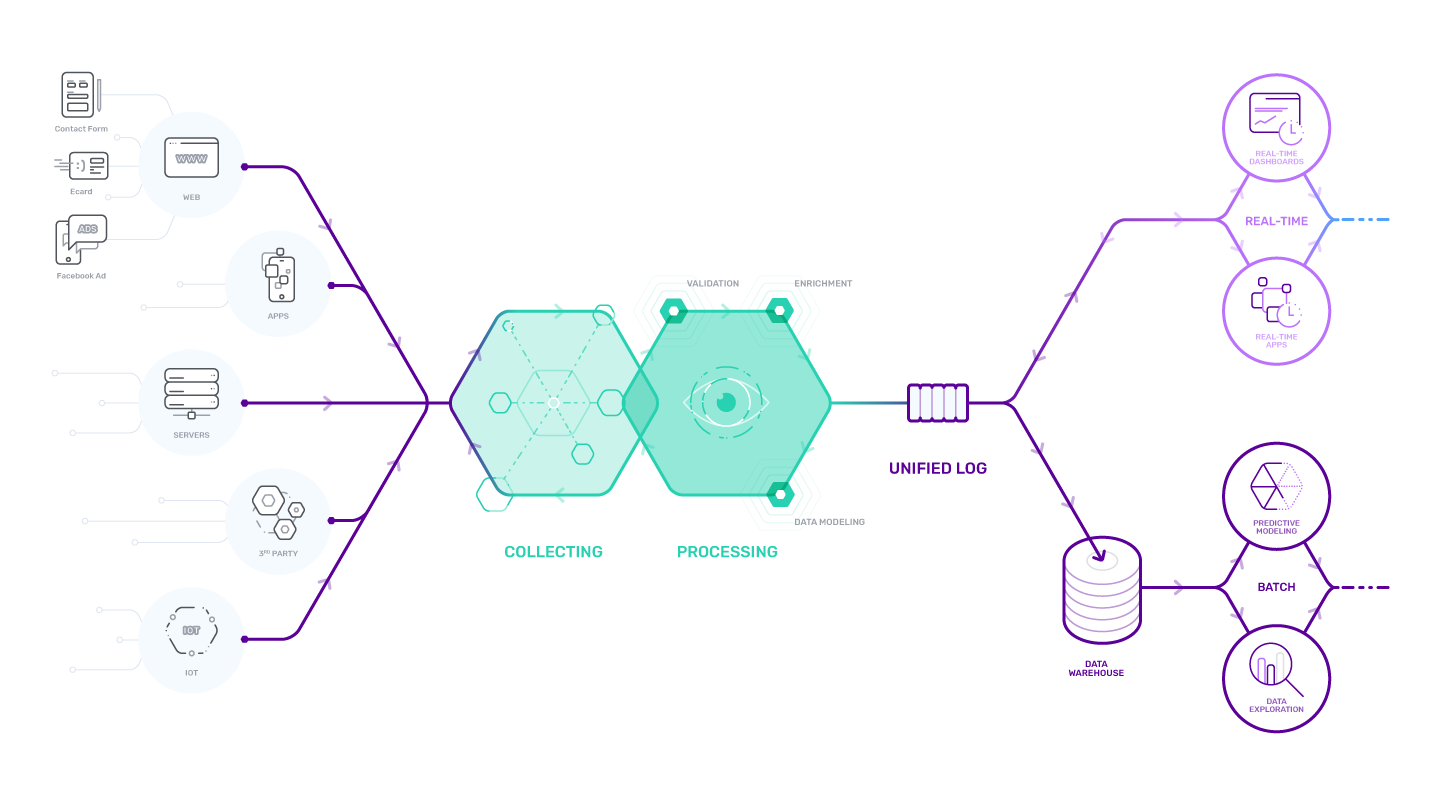 Contact Form
Ecard
ADS
Facebook Ad
WWW
WEB
APPS
SERVERS
3RD PARTY
IOT
IOT
VALIDATION
ENRICHMENT
DATA MODELING
COLLECTING
PROCESSING
UNIFIED LOG
REAL-TIME
DASHBOARDS
REAL-TIME
REAL-TIME
APPS
DATA
WAREHOUSE
PREDICTIVE
MODELING
BATCH
DATA
EXPLORATION